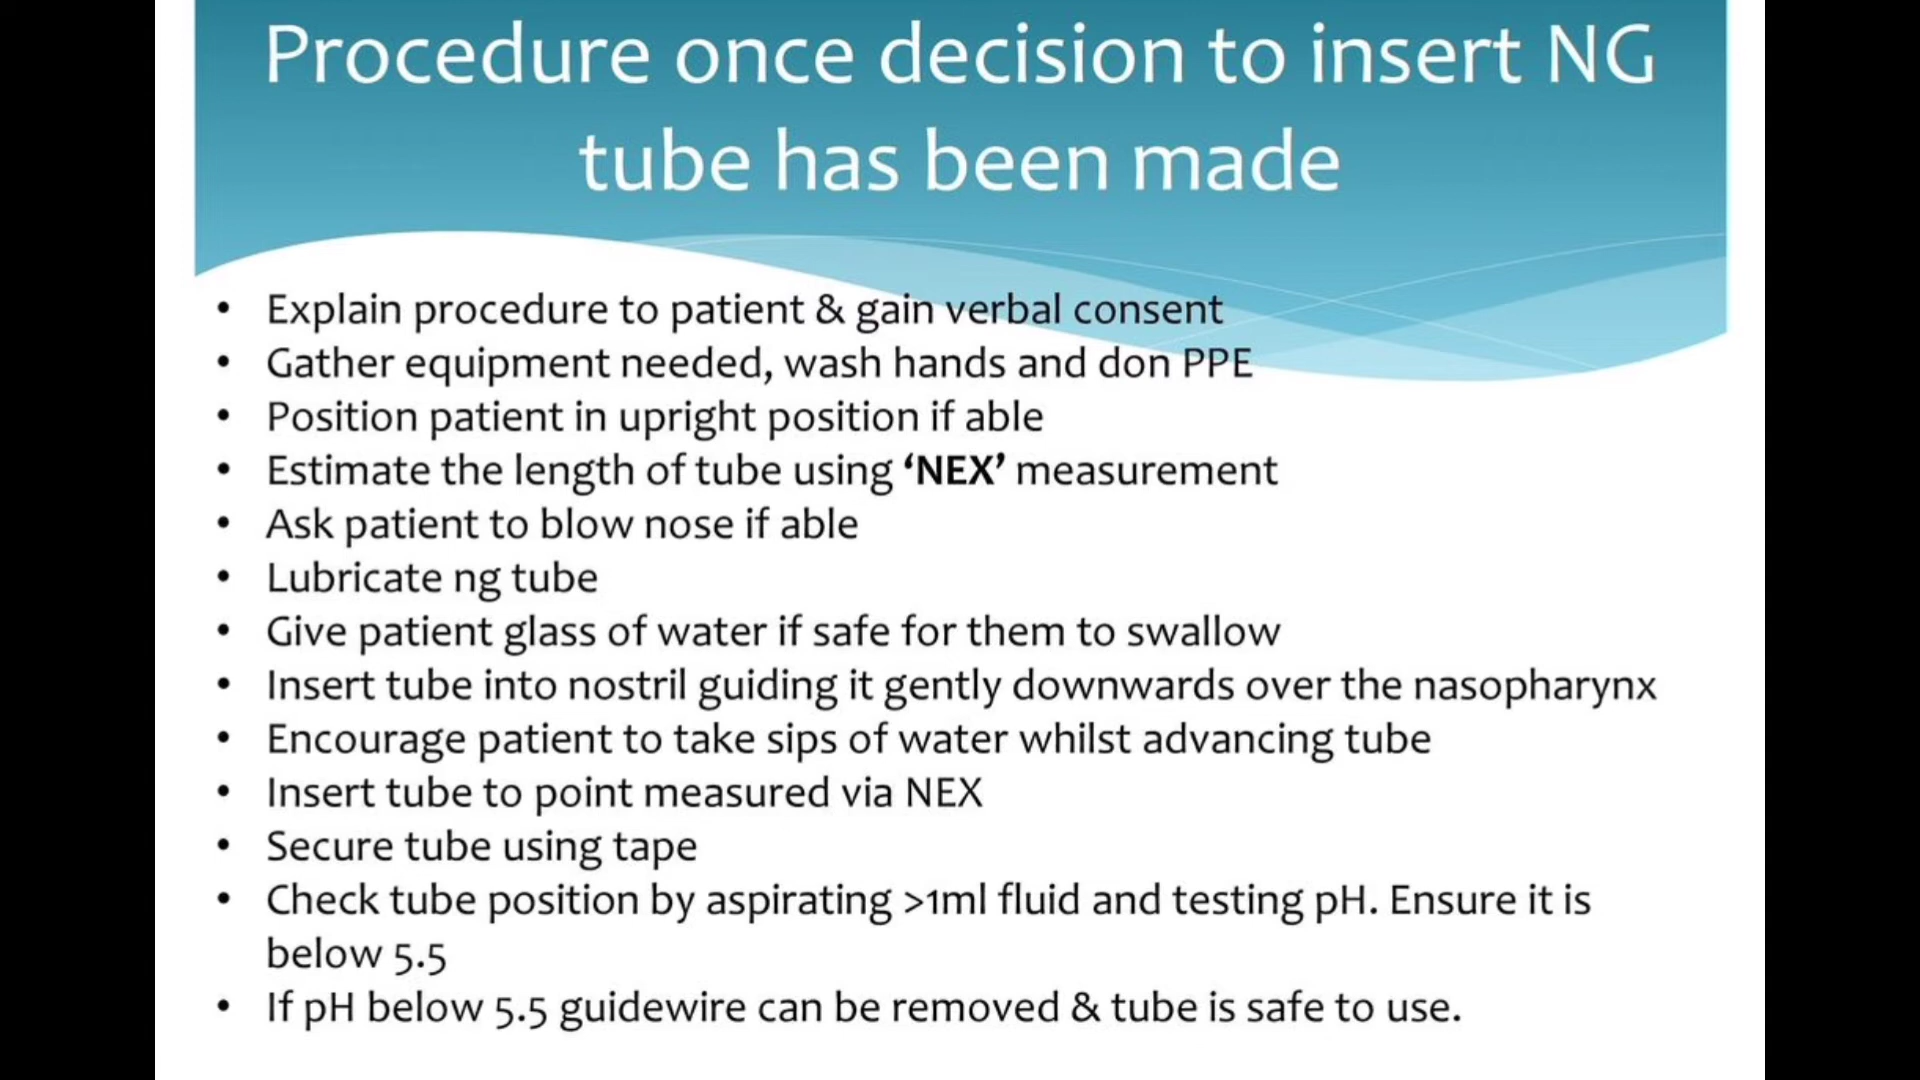 Procedure once decision to insert NG
tube has been made
• Explain procedure to patient & gain verbal consent
• Gather equipment needed, wash hands and don PPE
• Position patient in upright position if able
• Estimate the length of tube using ‘NEX’ measurement
• Ask patient to blow nose if able
• Lubricate ng tube
• Give patient glass of water if safe for them to swallow
• Insert tube into nostril guiding it gently downwards over the nasopharynx
• Encourage patient to take sips of water whilst advancing tube
• Insert tube to point measured via NEX
• Secure tube using tape
• Check tube position by aspirating >1ml fluid and testing pH. Ensure it is
below 5.5
• If pH below 5.5 guidewire can be removed & tube is safe to use.